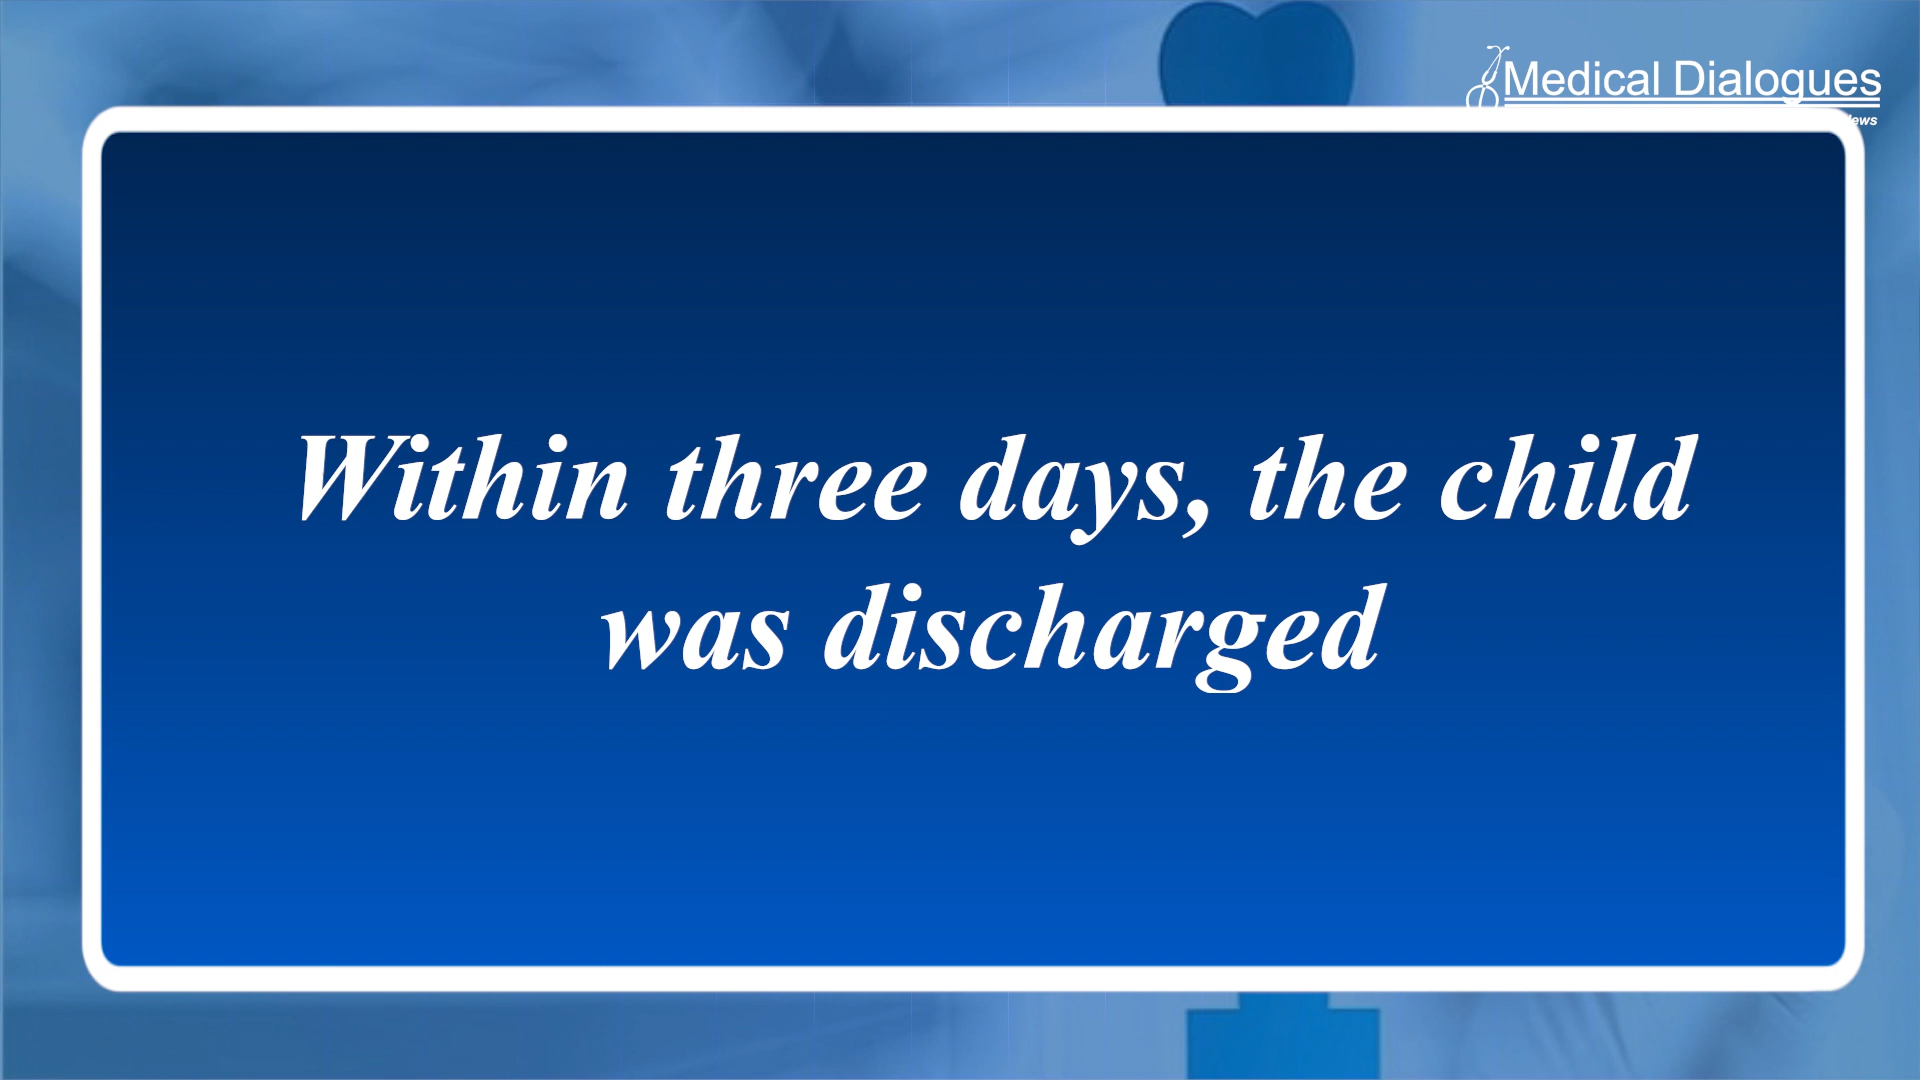 Medical Dialogues
Within three days, the child
was discharged